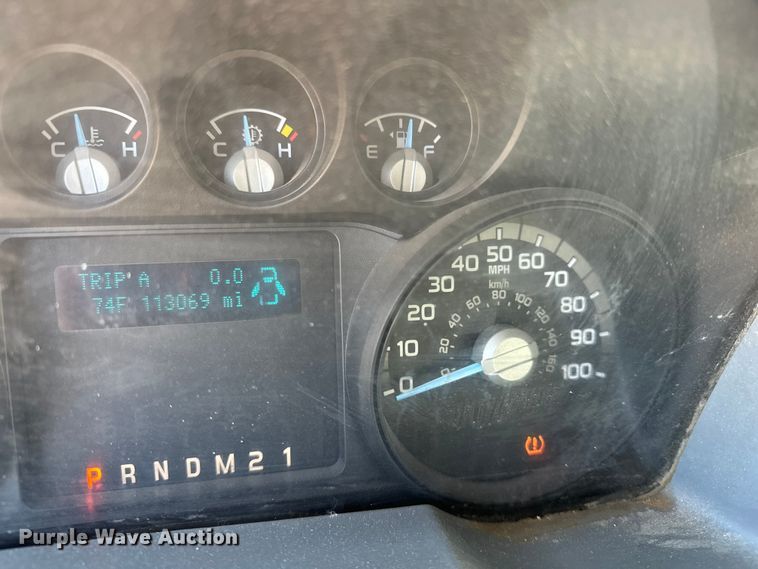 C H
C H
E F
TRIP A 0.0
74F 113069 mi
P R N D M 2 1
0 10 20 30 40 50 60 70 80 90 100
MPH
km/h
0 20 40 60 80 100 120 140 160
Purple Wave Auction